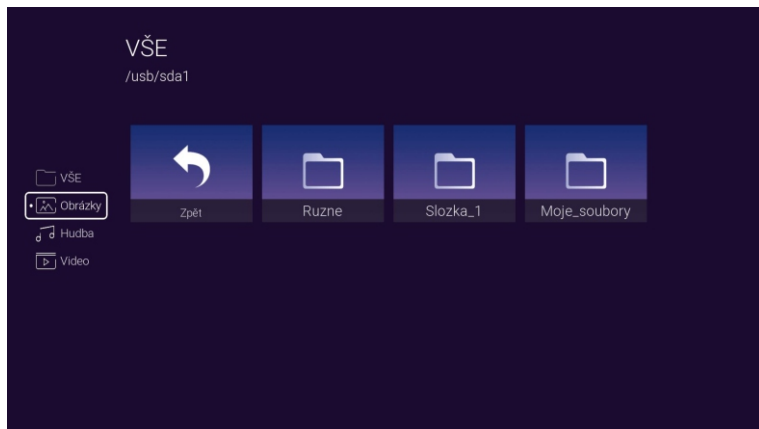 VŠE
/usb/sda1
VŠE
Obrázky
Hudba
Video
Zpět
Ruzne
Slozka_1
Moje_soubory